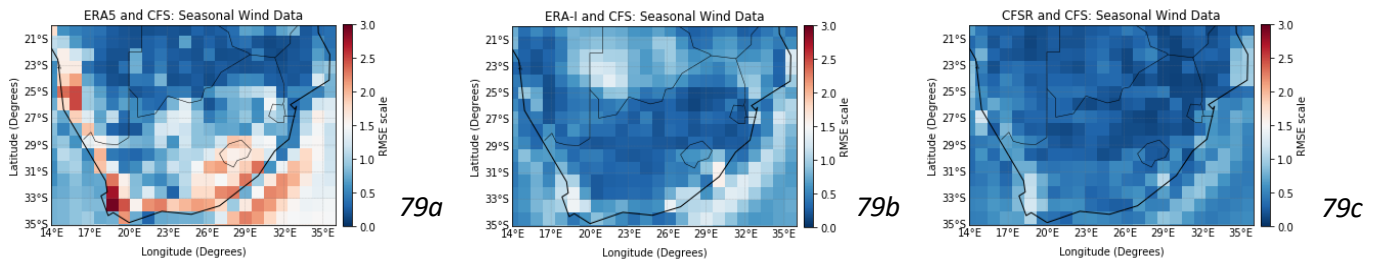 ERA5 and CFS: Seasonal Wind Data
21°S
23°S
25°S
27°S
29°S
31°S
33°S
35°S
14°E 17°E 20°E 23°E 26°E 29°E 32°E 35°E
Latitude (Degrees)
Longitude (Degrees)
3.0
2.5
2.0
1.5
1.0
0.5
0.0
RMSE scale
79a
ERA-I and CFS: Seasonal Wind Data
21°S
23°S
25°S
27°S
29°S
31°S
33°S
35°S
14°E 17°E 20°E 23°E 26°E 29°E 32°E 35°E
Latitude (Degrees)
Longitude (Degrees)
3.0
2.5
2.0
1.5
1.0
0.5
0.0
RMSE scale
79b
CFSR and CFS: Seasonal Wind Data
21°S
23°S
25°S
27°S
29°S
31°S
33°S
35°S
14°E 17°E 20°E 23°E 26°E 29°E 32°E 35°E
Latitude (Degrees)
Longitude (Degrees)
3.0
2.5
2.0
1.5
1.0
0.5
0.0
RMSE scale
79c